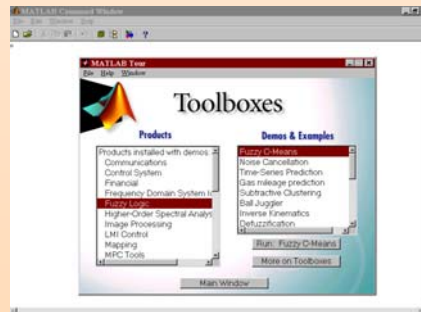 MATLAB Command Window
File Edit Window Help
MATLAB Tour
File Help Window
Toolboxes
Products
Products installed with demos
Communications
Control System
Financial
Frequency Domain System Ic
Fuzzy Logic
Higher-Order Spectral Analys
Image Processing
LMI Control
Mapping
MPC Tools
Demos & Examples
Fuzzy C-Means
Noise Cancellation
Time-Series Prediction
Gas mileage prediction
Subtractive Clustering
Ball Juggler
Inverse Kinematics
Defuzzification
Run: Fuzzy C-Means
More on Toolboxes
Main Window